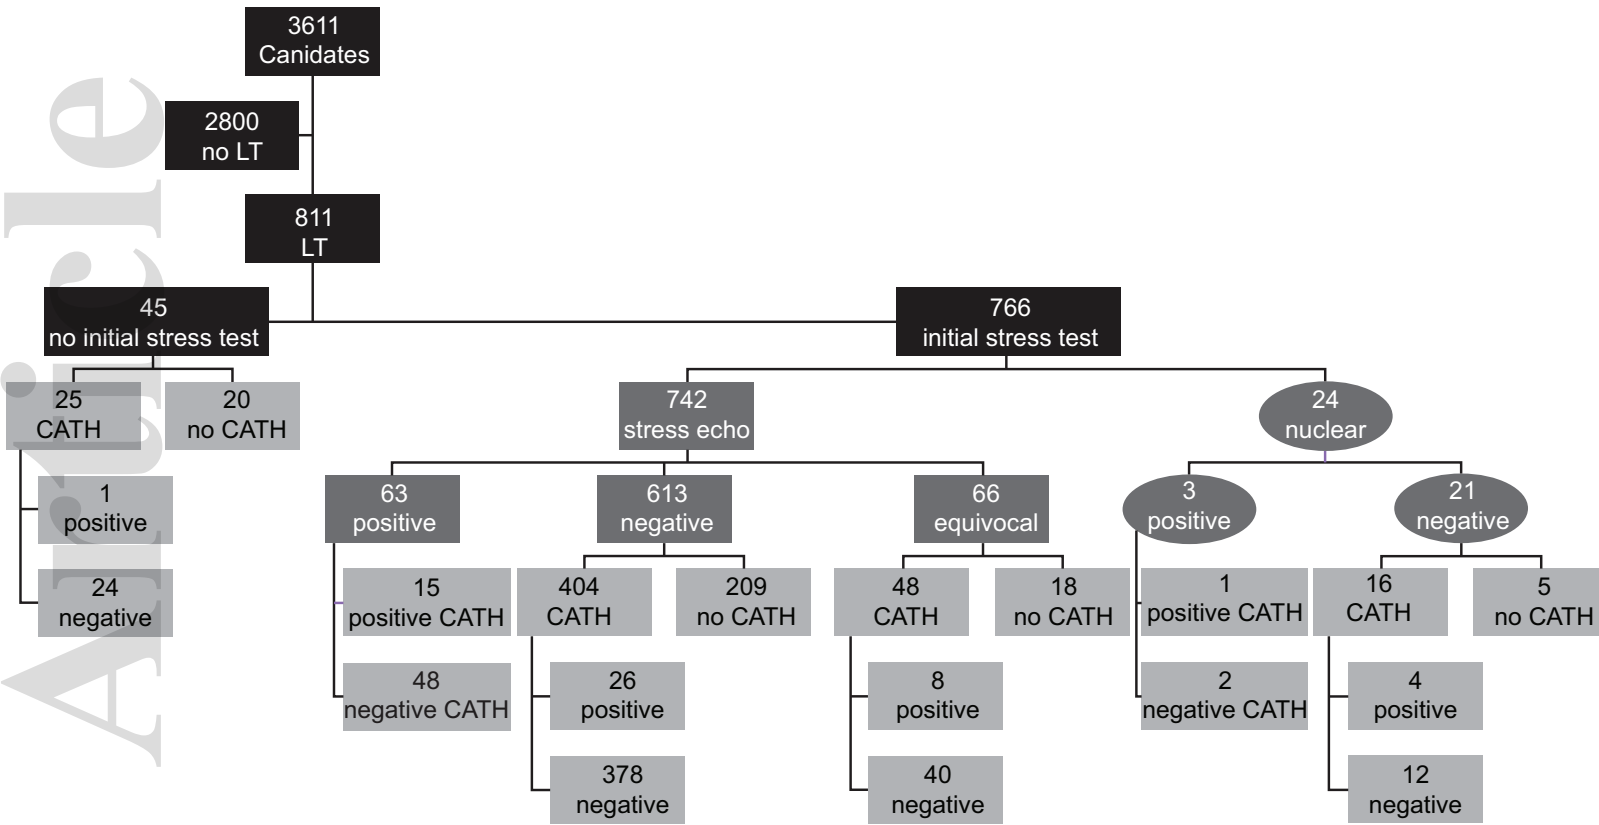 3611
Canidates
2800
no LT
811
LT
45
no initial stress test
766
initial stress test
25
CATH
20
no CATH
742
stress echo
24
nuclear
1
positive
24
negative
63
positive
613
negative
66
equivocal
3
positive
21
negative
15
positive CATH
48
negative CATH
404
CATH
209
no CATH
26
positive
378
negative
48
CATH
18
no CATH
8
positive
40
negative
1
positive CATH
2
negative CATH
16
CATH
5
no CATH
4
positive
12
negative
Article